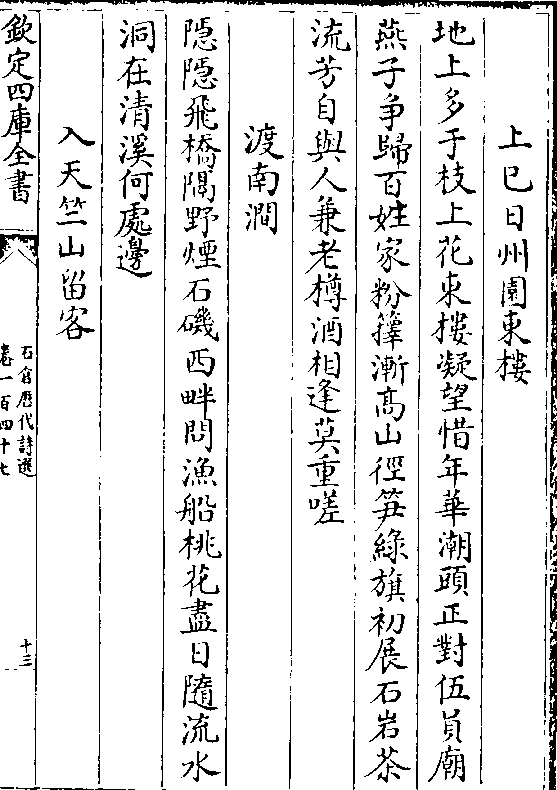 上巳日州園東樓
地上多于枝上花東樓凝望惜年華潮頭正對伍員廟
燕子争歸百姓家粉籜漸髙山徑笋緑旗初展石岩茶
流芳自與人兼老樽酒相逢莫重嗟
渡南澗
隠隠飛橋隔野煙石磯西畔問漁船桃花盡日隨流水
洞在清溪何處邊
入天竺山留客
欽定四庫全書
石倉歴代詩選
卷一百四十七
十三